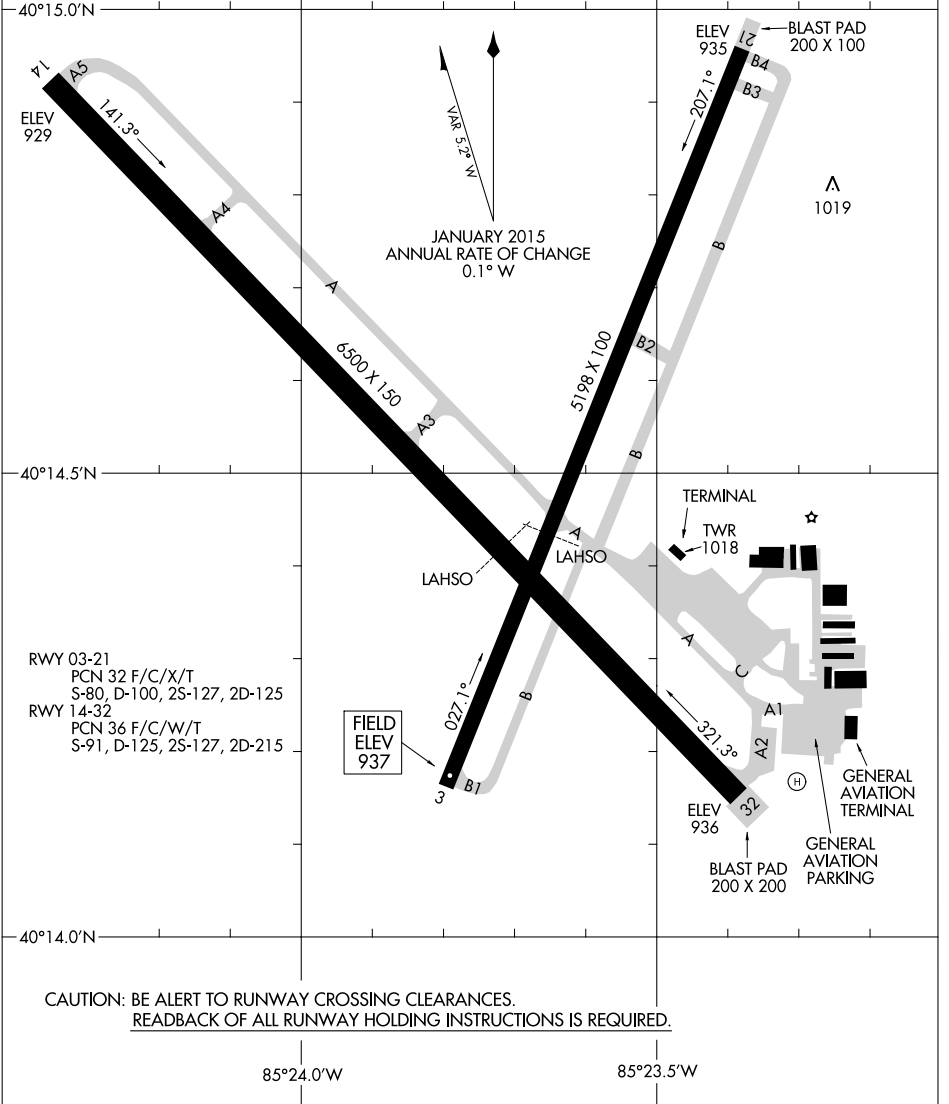 40°15.0'N
ELEV
935
21
BLAST PAD
200 X 100
14
A5
B4
B3
ELEV
929
141.3°
207.1°
VAR 5.2° W
1019
A4
JANUARY 2015
ANNUAL RATE OF CHANGE
0.1° W
A
B
6500 X 150
5198 X 100
B2
A3
B
40°14.5'N
TERMINAL
TWR
1018
A
LAHSO
LAHSO
A
C
RWY 03-21
PCN 32 F/C/X/T
S-80, D-100, 2S-127, 2D-125
RWY 14-32
PCN 36 F/C/W/T
S-91, D-125, 2S-127, 2D-215
027.1°
B
321.3°
A1
A2
FIELD
ELEV
937
3
B1
H
GENERAL
AVIATION
TERMINAL
ELEV
936
32
GENERAL
AVIATION
PARKING
BLAST PAD
200 X 200
40°14.0'N
CAUTION: BE ALERT TO RUNWAY CROSSING CLEARANCES.
READBACK OF ALL RUNWAY HOLDING INSTRUCTIONS IS REQUIRED.
85°24.0'W
85°23.5'W